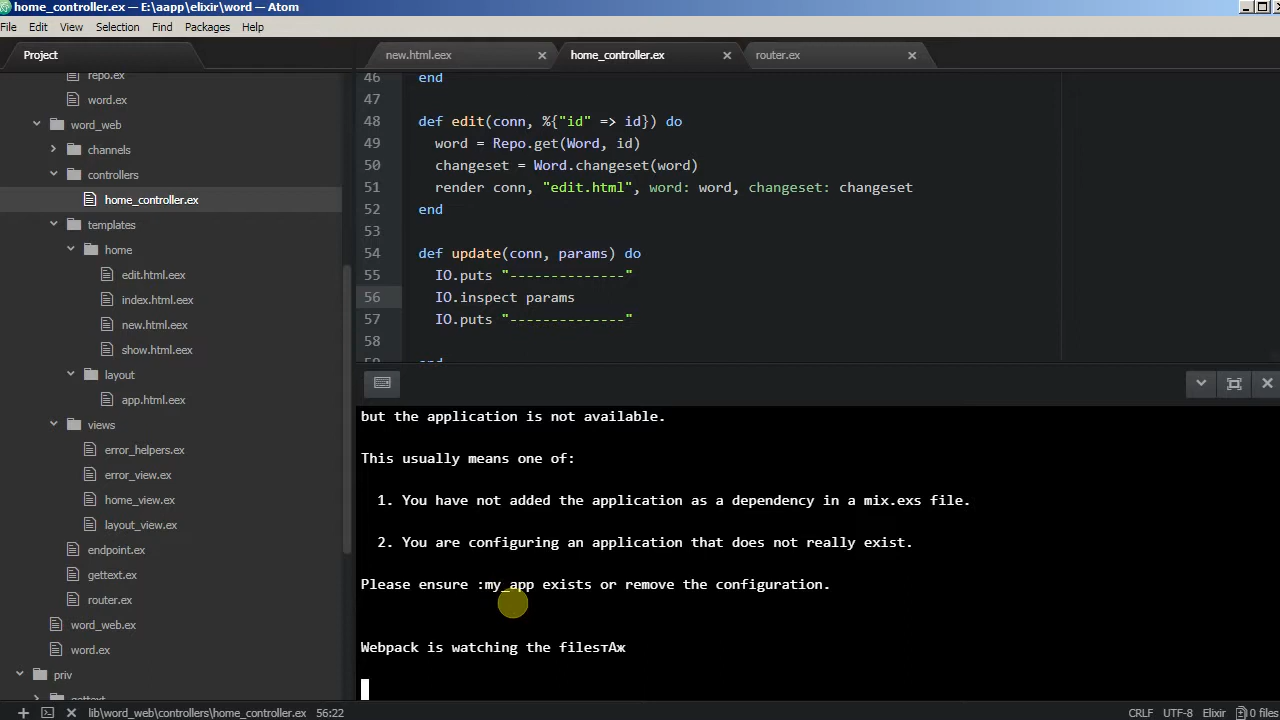 home_controller.ex — E:\aapp\elixir\word — Atom
File Edit View Selection Find Packages Help
Project
repo.ex
word.ex
word_web
channels
controllers
home_controller.ex
templates
home
edit.html.eex
index.html.eex
new.html.eex
show.html.eex
layout
app.html.eex
views
error_helpers.ex
error_view.ex
home_view.ex
layout_view.ex
endpoint.ex
gettext.ex
router.ex
word_web.ex
word.ex
priv
gettext
new.html.eex home_controller.ex router.ex
46 end
47
48 def edit(conn, %{"id" => id}) do
49 word = Repo.get(Word, id)
50 changeset = Word.changeset(word)
51 render conn, "edit.html", word: word, changeset: changeset
52 end
53
54 def update(conn, params) do
55 IO.puts "--------------"
56 IO.inspect params
57 IO.puts "--------------"
58
59 end
but the application is not available.
This usually means one of:
1. You have not added the application as a dependency in a mix.exs file.
2. You are configuring an application that does not really exist.
Please ensure :my_app exists or remove the configuration.
Webpack is watching the filesтАж
lib\word_web\controllers\home_controller.ex 56:22 CRLF UTF-8 Elixir 0 files